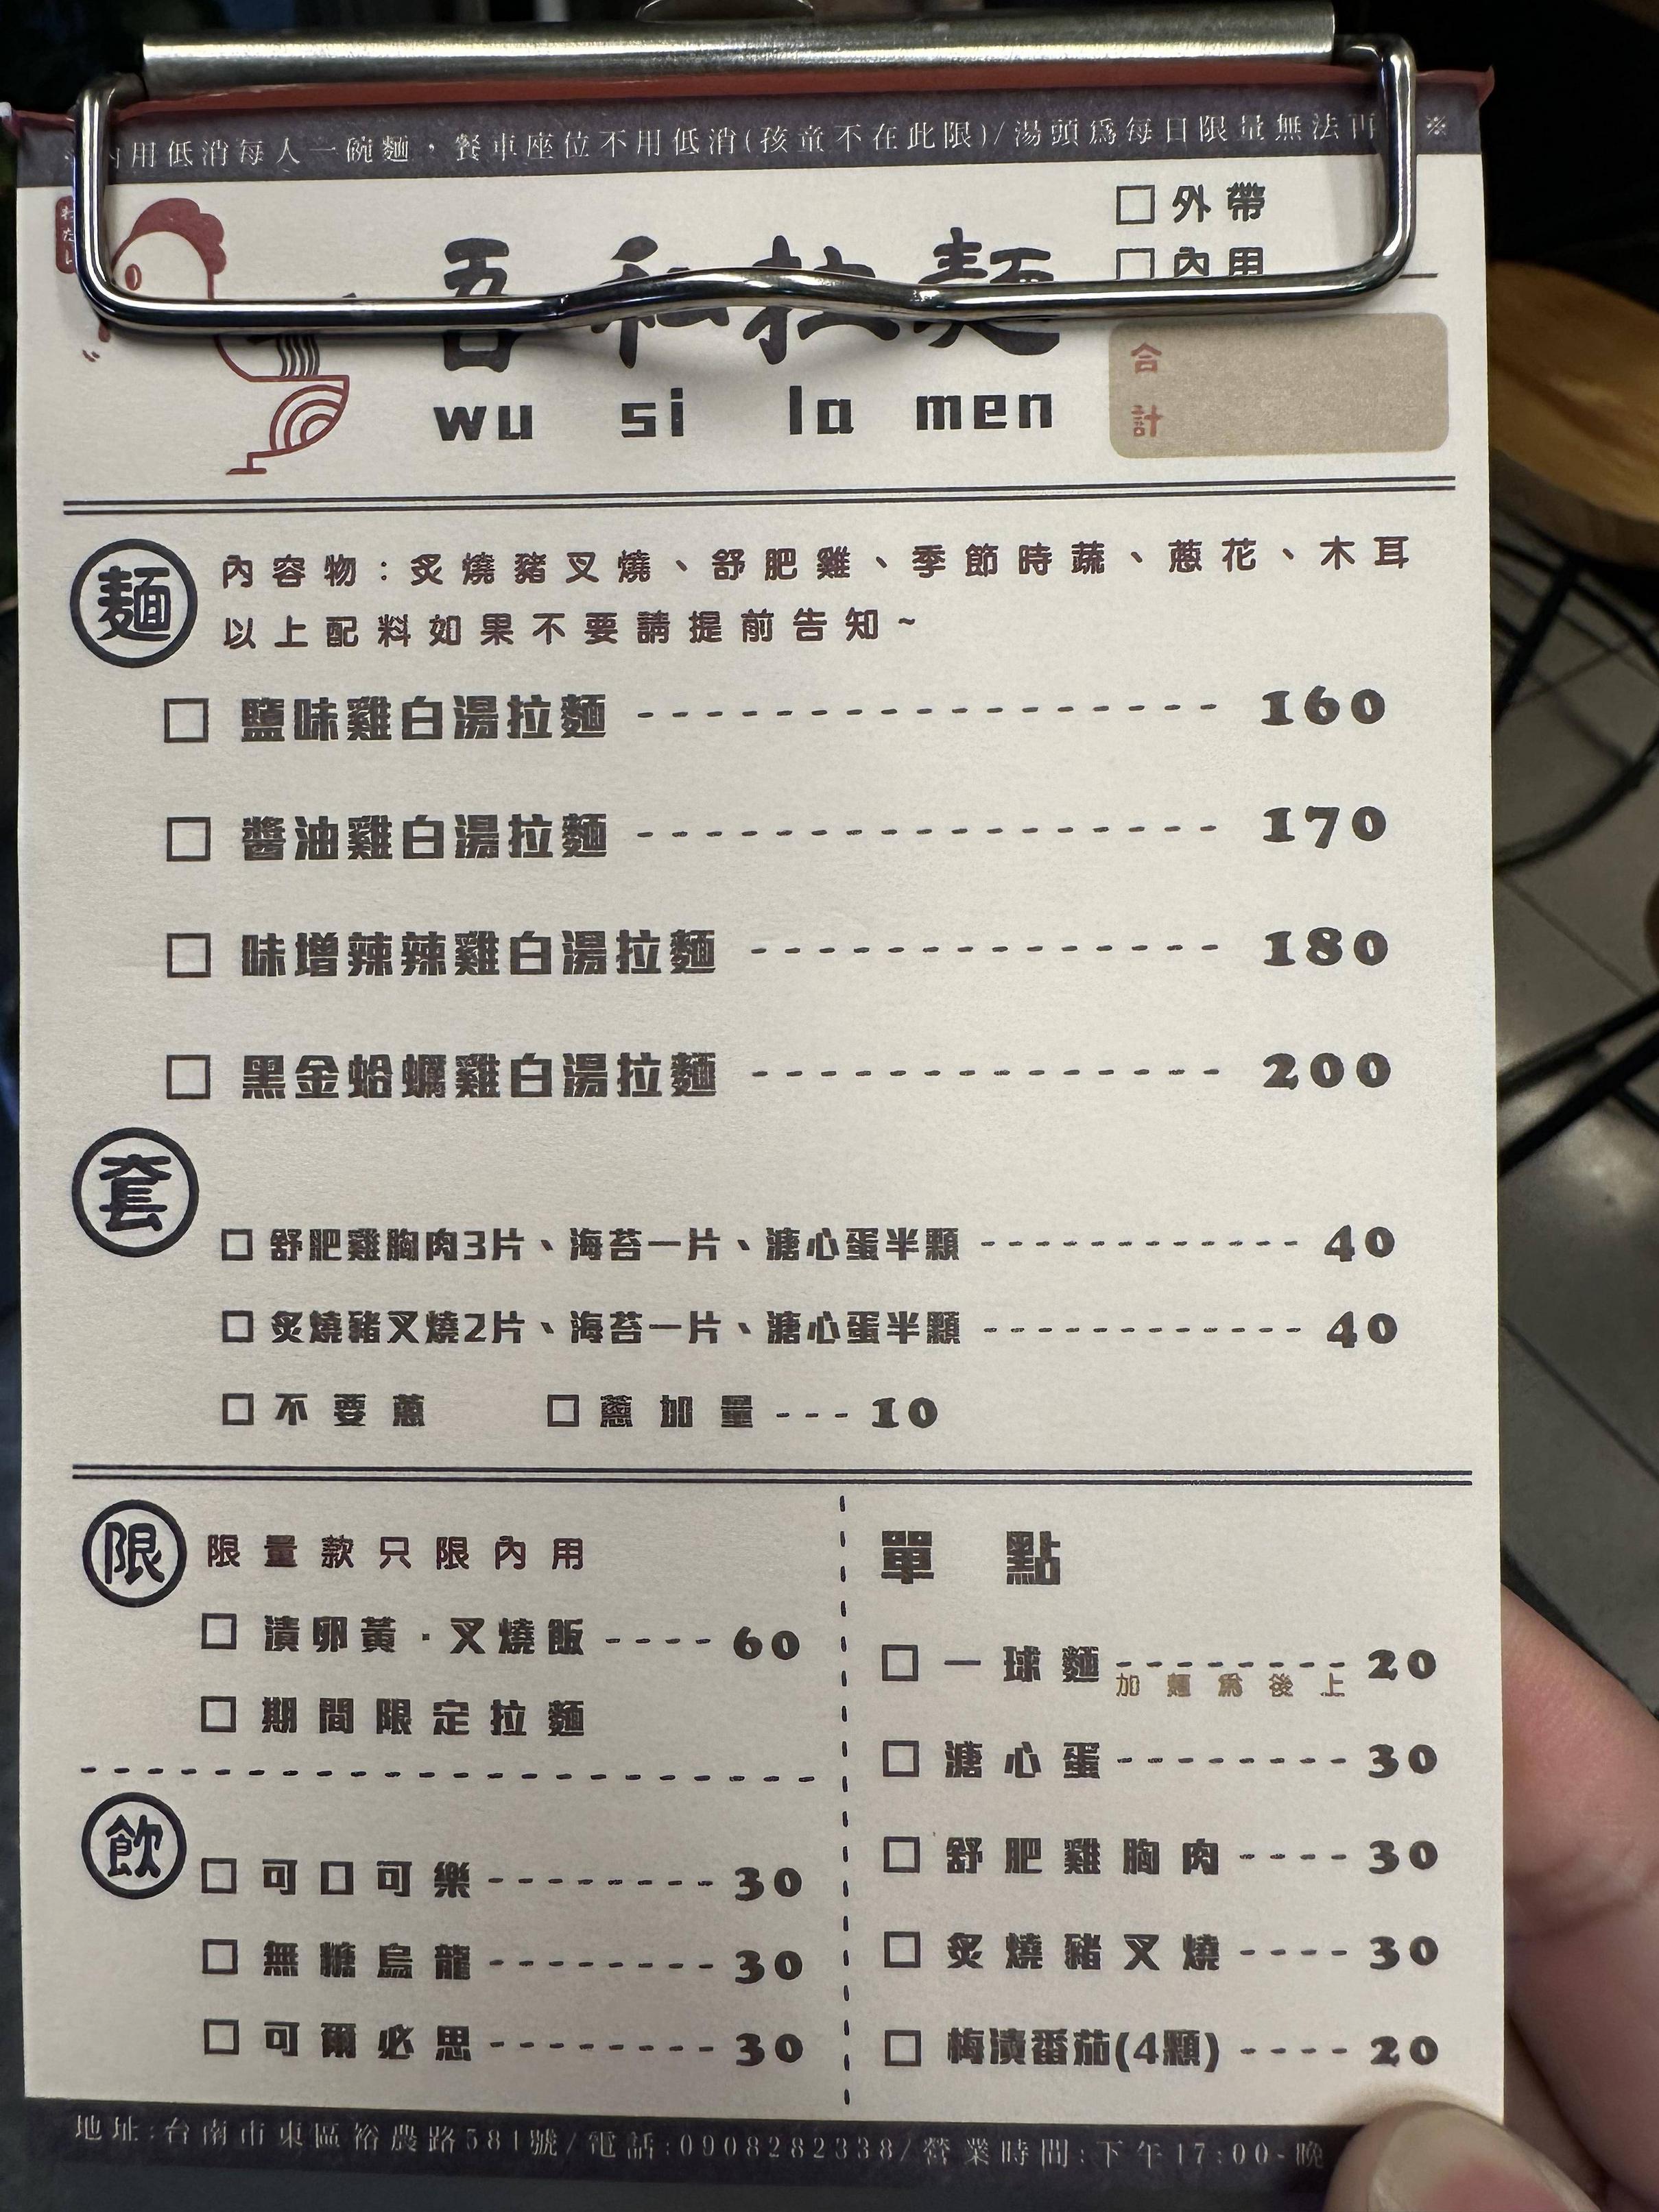 內用低消每人一碗麵，餐車座位不用低消(孩童不在此限)/湯頭為每日限量無法再 ※
わたし
□ 外帶
□ 內用
吾私拉麵
wu si la men
合計
麵
內容物:炙燒豬叉燒、舒肥雞、季節時蔬、蔥花、木耳
以上配料如果不要請提前告知~
□ 鹽味雞白湯拉麵 ----------------- 160
□ 醬油雞白湯拉麵 ----------------- 170
□ 味增辣辣雞白湯拉麵 -------------- 180
□ 黑金蛤蠣雞白湯拉麵 -------------- 200
套
□ 舒肥雞胸肉3片、海苔一片、溏心蛋半顆 ------------ 40
□ 炙燒豬叉燒2片、海苔一片、溏心蛋半顆 ------------ 40
□ 不要蔥 □ 蔥加量 --- 10
限
限量款只限內用
□ 漬卵黃·叉燒飯 ---- 60
□ 期間限定拉麵
飲
□ 可口可樂 -------- 30
□ 無糖烏龍 -------- 30
□ 可爾必思 -------- 30
單點
□ 一球麵 -------- 20
加麵為後上
□ 溏心蛋 -------- 30
□ 舒肥雞胸肉 ---- 30
□ 炙燒豬叉燒 ---- 30
□ 梅漬番茄(4顆) ---- 20
地址:台南市東區裕農路581號/電話:0908282338/營業時間:下午17:00-晚